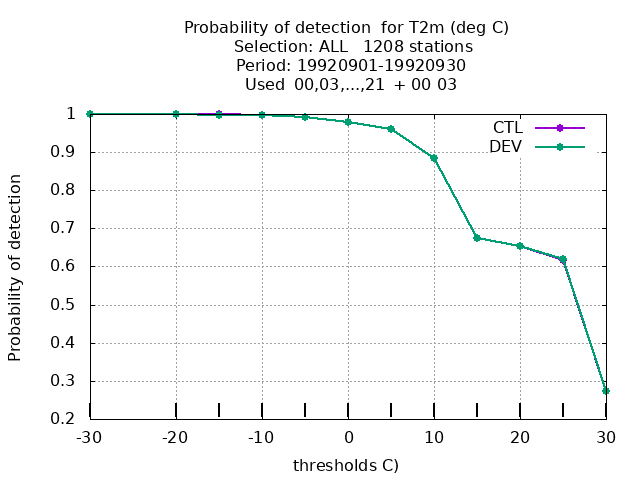 Probability of detection  for T2m (deg C)
Selection: ALL   1208 stations
Period: 19920901-19920930
Used  00,03,...,21  + 00 03
CTL
DEV
1
0.9
0.8
0.7
0.6
0.5
0.4
0.3
0.2
Probability of detection
-30
-20
-10
0
10
20
30
thresholds C)